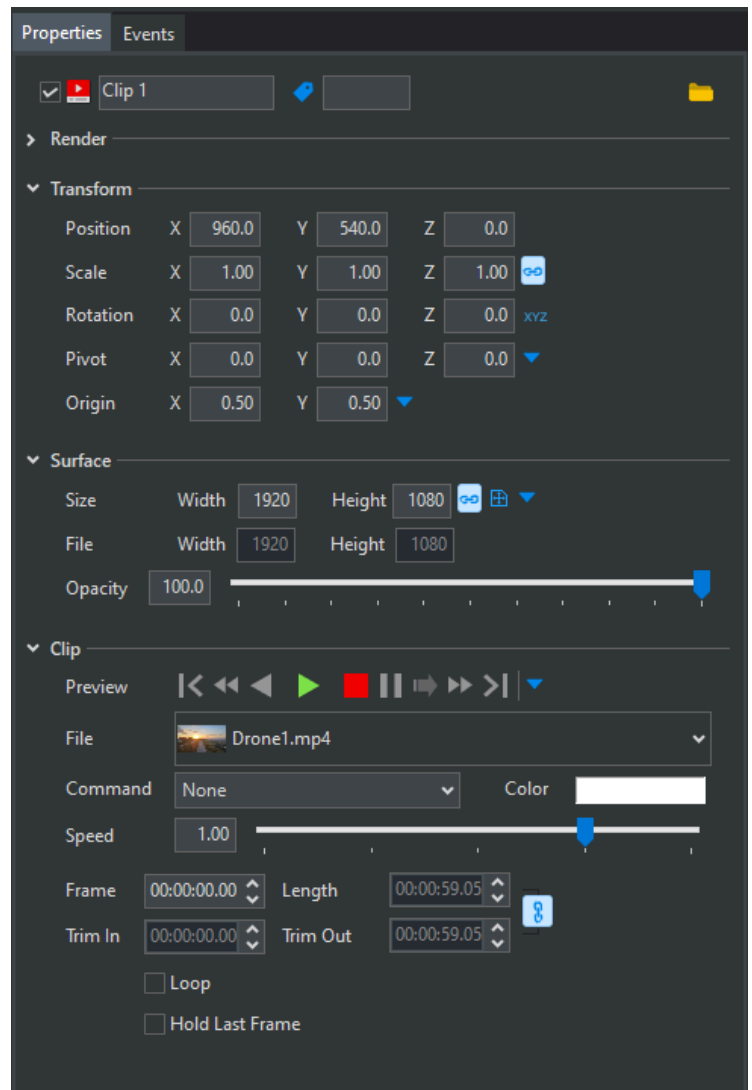 Properties Events
Clip 1
Render
Transform
Position X 960.0 Y 540.0 Z 0.0
Scale X 1.00 Y 1.00 Z 1.00
Rotation X 0.0 Y 0.0 Z 0.0 XYZ
Pivot X 0.0 Y 0.0 Z 0.0
Origin X 0.50 Y 0.50
Surface
Size Width 1920 Height 1080
File Width 1920 Height 1080
Opacity 100.0
Clip
Preview
File Drone1.mp4
Command None Color
Speed 1.00
Frame 00:00:00.00 Length 00:00:59.05
Trim In 00:00:00.00 Trim Out 00:00:59.05
Loop
Hold Last Frame